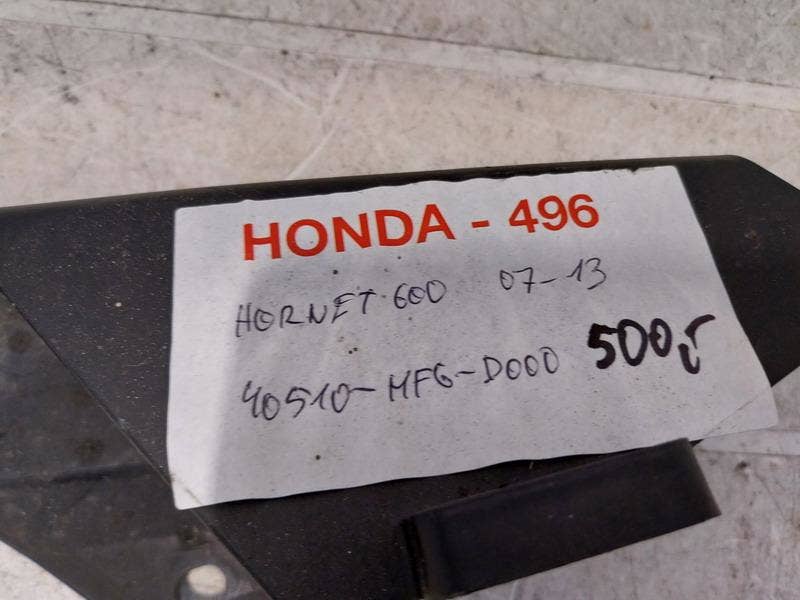 HONDA - 496
HORNET 600 07-13
40510-MFG-D000 500,-